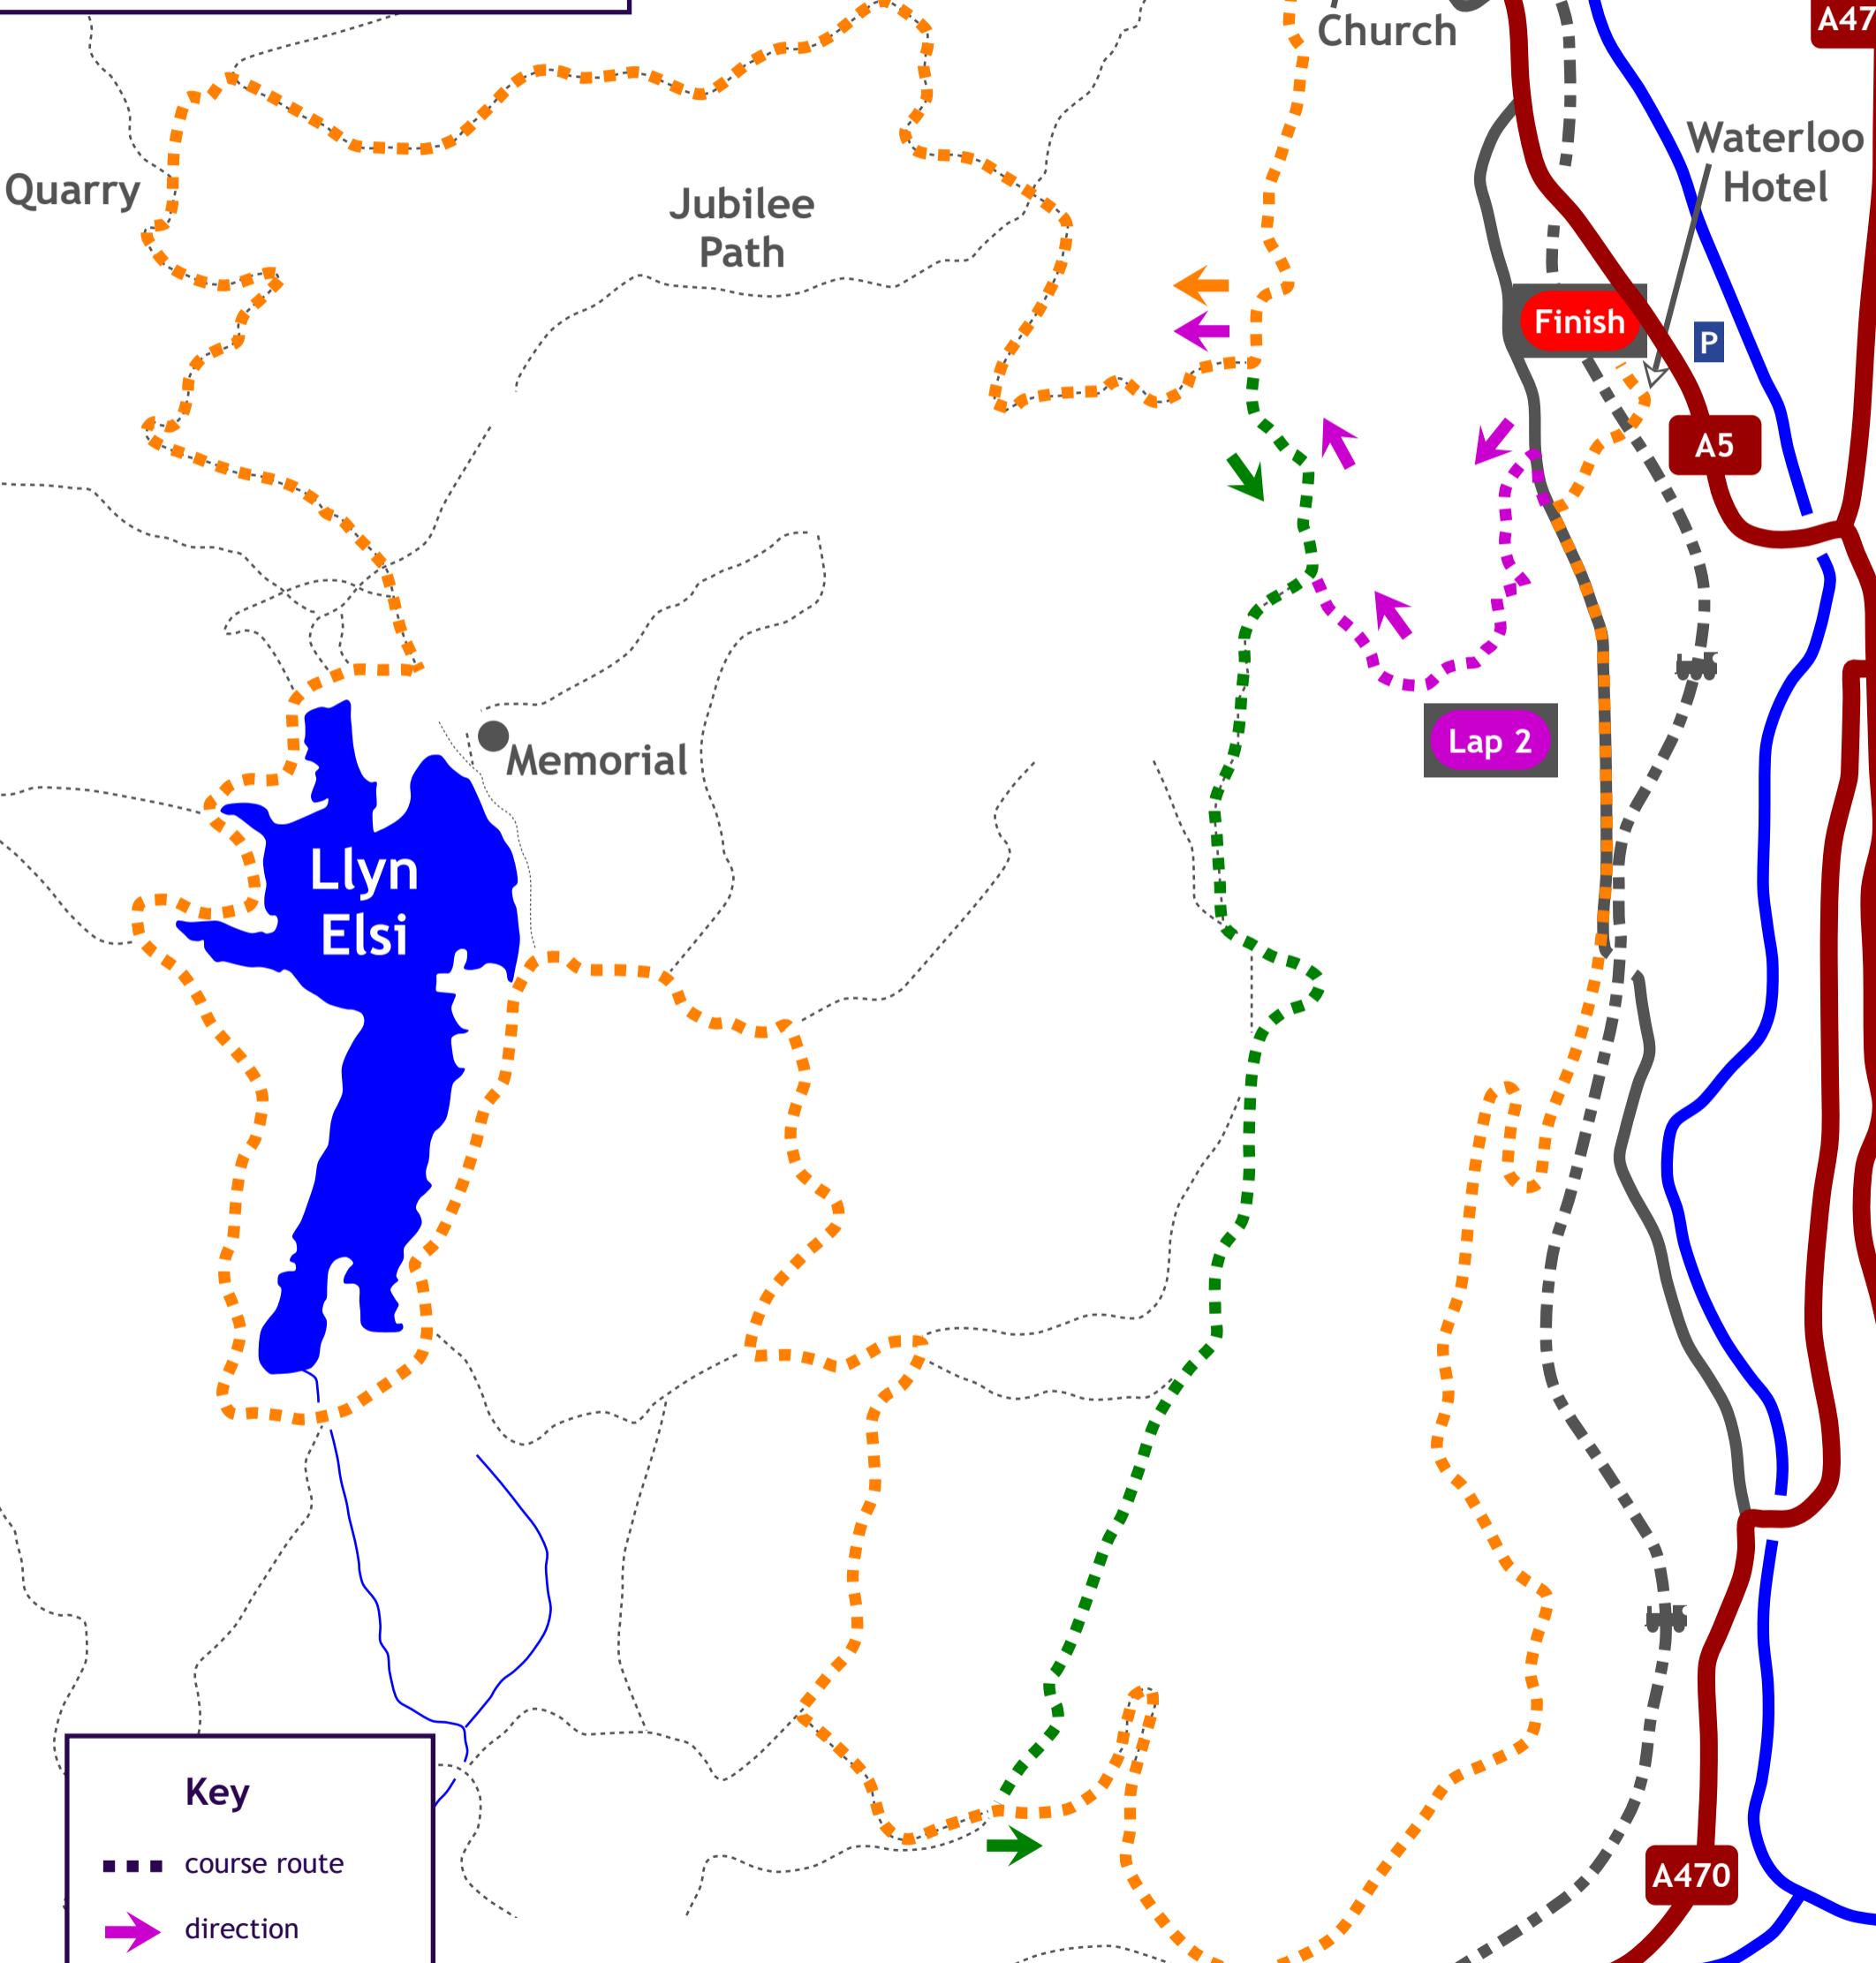 Church
A47
Waterloo
Hotel
Quarry
Jubilee
Path
Finish
P
A5
Lap 2
Memorial
Llyn
Elsi
A470
Key
course route
direction